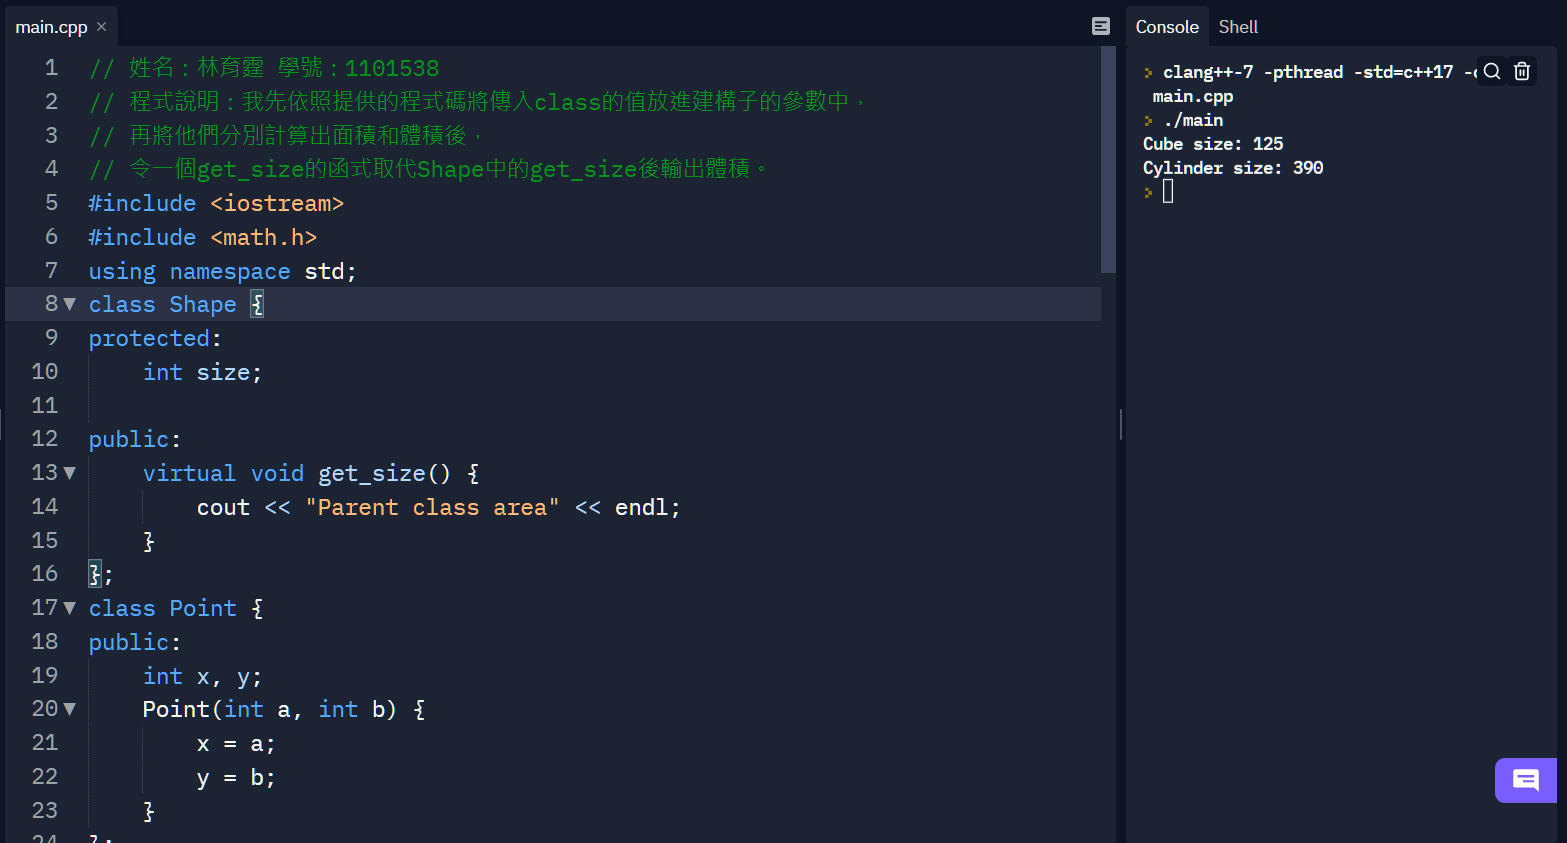 main.cpp ×
1 // 姓名：林育霆 學號：1101538
2 // 程式說明：我先依照提供的程式碼將傳入class的值放進建構子的參數中，
3 // 再將他們分別計算出面積和體積後，
4 // 令一個get_size的函式取代Shape中的get_size後輸出體積。
5 #include <iostream>
6 #include <math.h>
7 using namespace std;
8 class Shape {
9 protected:
10 int size;
11
12 public:
13 virtual void get_size() {
14 cout << "Parent class area" << endl;
15 }
16 };
17 class Point {
18 public:
19 int x, y;
20 Point(int a, int b) {
21 x = a;
22 y = b;
23 }
24 };
Console Shell
clang++-7 -pthread -std=c++17 -
main.cpp
./main
Cube size: 125
Cylinder size: 390